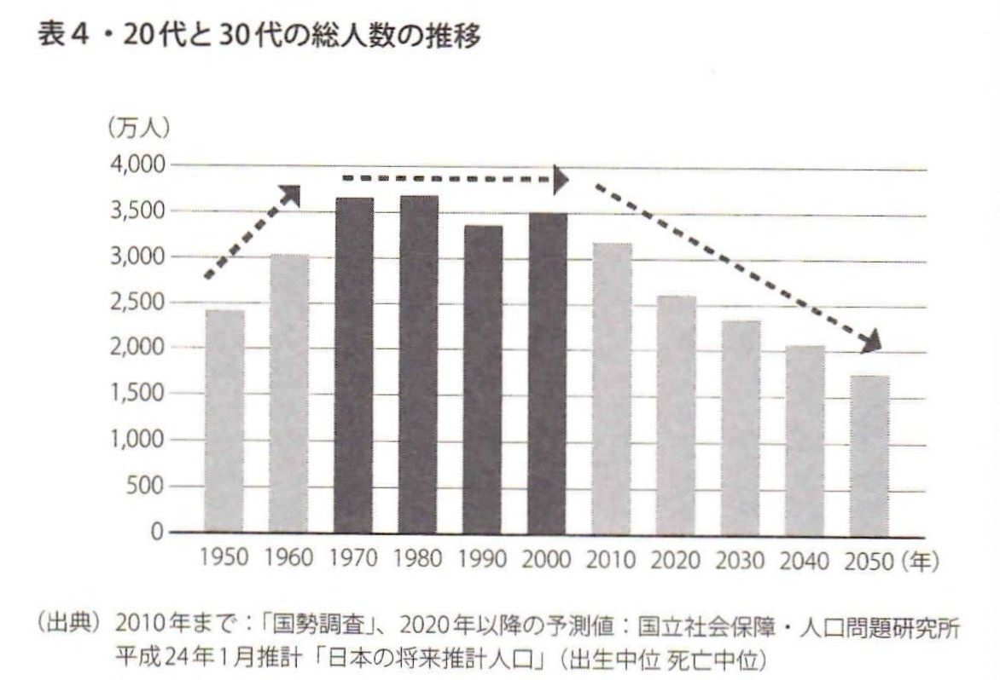 表4・20代と30代の総人数の推移
（万人）
4,000
3,500
3,000
2,500
2,000
1,500
1,000
500
0
1950 1960 1970 1980 1990 2000 2010 2020 2030 2040 2050（年）
（出典）2010年まで：「国勢調査」、2020年以降の予測値：国立社会保障・人口問題研究所
平成24年1月推計「日本の将来推計人口」（出生中位 死亡中位）